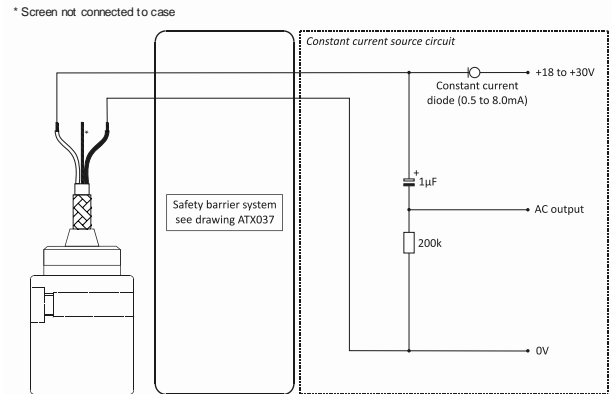 * Screen not connected to case
Constant current source circuit
+18 to +30V
Constant current
diode (0.5 to 8.0mA)
*
+
1µF
Safety barrier system
see drawing ATX037
AC output
200k
0V